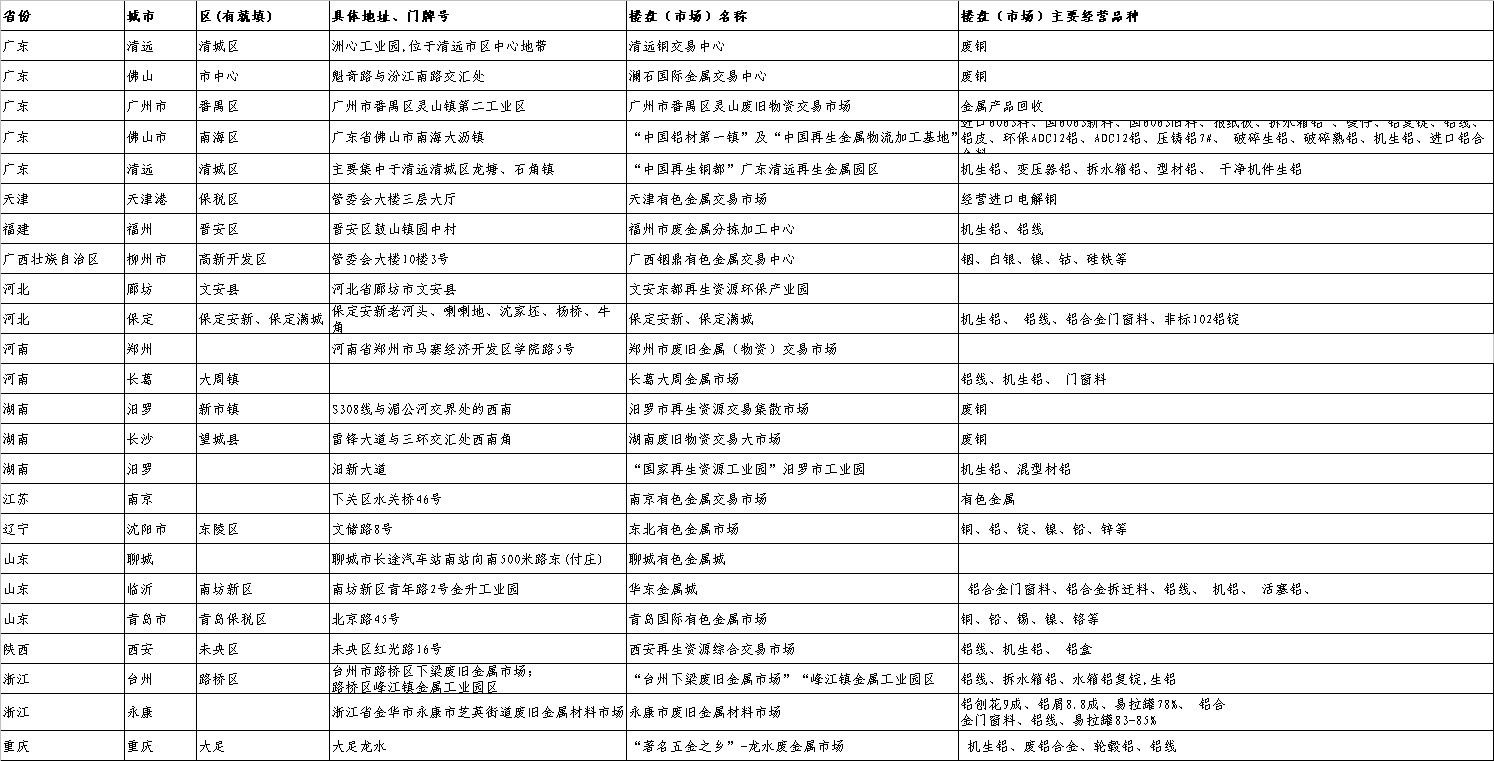 省份 城市 区(有就填) 具体地址、门牌号 楼盘（市场）名称 楼盘（市场）主要经营品种
广东 清远 清城区 洲心工业园,位于清远市区中心地带 清远铜交易中心 废铜
广东 佛山 市中心 魁奇路与汾江南路交汇处 澜石国际金属交易中心 废铜
广东 广州市 番禺区 广州市番禺区灵山镇第二工业区 广州市番禺区灵山废旧物资交易市场 金属产品回收
进口6063料、国6063新料、国6063旧料、报纸板、拆水箱铝、
广东 佛山市 南海区 广东省佛山市南海大沥镇 “中国铝材第一镇”及“中国再生金属物流加工基地” 铝皮、环保ADC12铝、ADC12铝、压铸铝7#、 破碎生铝、破碎熟铝、机生铝、进口铝合
广东 清远 清城区 主要集中于清远清城区龙塘、石角镇 “中国再生铜都”广东清远再生金属园区 机生铝、变压器铝、拆水箱铝、型材铝、 干净机件生铝
天津 天津港 保税区 管委会大楼三层大厅 天津有色金属交易市场 经营进口电解铜
福建 福州 晋安区 晋安区鼓山镇园中村 福州市废金属分拣加工中心 机生铝、铝线
广西壮族自治区 柳州市 高新开发区 管委会大楼10楼3号 广西铟鼎有色金属交易中心 铟、白银、镍、钴、硅铁等
河北 廊坊 文安县 河北省廊坊市文安县 文安东都再生资源环保产业园
河北 保定 保定安新、保定满城 保定安新老河头、喇喇地、沈家坯、杨桥、牛
角 保定安新、保定满城 机生铝、 铝线、铝合金门窗料、非标102铝锭
河南 郑州 河南省郑州市马寨经济开发区学院路5号 郑州市废旧金属（物资）交易市场
河南 长葛 大周镇 长葛大周金属市场 铝线、机生铝、 门窗料
湖南 汨罗 新市镇 S308线与湄公河交界处的西南 汨罗市再生资源交易集散市场 废铜
湖南 长沙 望城县 雷锋大道与三环交汇处西南角 湖南废旧物资交易大市场 废铜
湖南 汨罗 汨新大道 “国家再生资源工业园”汨罗市工业园 机生铝、混型材铝
江苏 南京 下关区水关桥46号 南京有色金属交易市场 有色金属
辽宁 沈阳市 东陵区 文储路8号 东北有色金属市场 铜、铝、锭、镍、铅、锌等
山东 聊城 聊城市长途汽车站南站向南500米路东(付庄) 聊城有色金属城
山东 临沂 南坊新区 南坊新区青年路2号金升工业园 华东金属城 铝合金门窗料、铝合金拆迁料、铝线、 机铝、 活塞铝、
山东 青岛市 青岛保税区 北京路45号 青岛国际有色金属市场 铜、铅、锡、镍、铬等
陕西 西安 未央区 未央区红光路16号 西安再生资源综合交易市场 铝线、机生铝、 铝盒
浙江 台州 路桥区 台州市路桥区下梁废旧金属市场；
路桥区峰江镇金属工业园区 “台州下梁废旧金属市场”“峰江镇金属工业园区 铝线、拆水箱铝、水箱铝复锭,生铝
浙江 永康 浙江省金华市永康市芝英街道废旧金属材料市场 永康市废旧金属材料市场 铝刨花9成、铝屑8.8成、易拉罐78%、 铝合
金门窗料、铝线、易拉罐83-85%
重庆 重庆 大足 大足龙水 “著名五金之乡”-龙水废金属市场 机生铝、废铝合金、轮毂铝、铝线